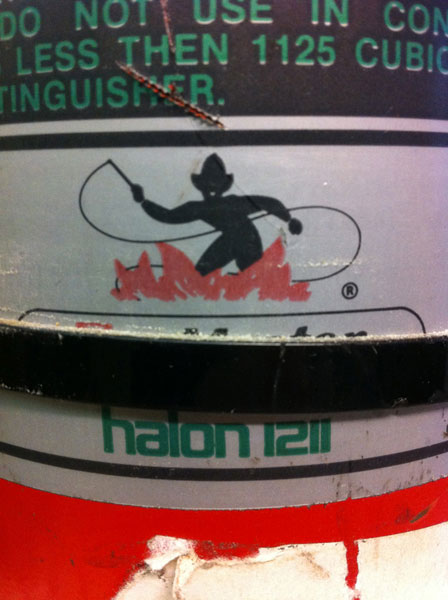 DO NOT USE IN CON
LESS THEN 1125 CUBIC
TINGUISHER.
®
halon 1211